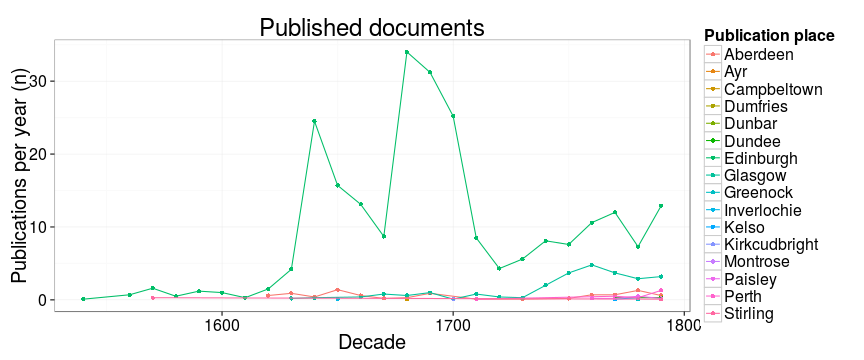 Published documents
Publications per year (n)
30
20
10
0
1600
1700
1800
Decade
Publication place
Aberdeen
Ayr
Campbeltown
Dumfries
Dunbar
Dundee
Edinburgh
Glasgow
Greenock
Inverlochie
Kelso
Kirkcudbright
Montrose
Paisley
Perth
Stirling